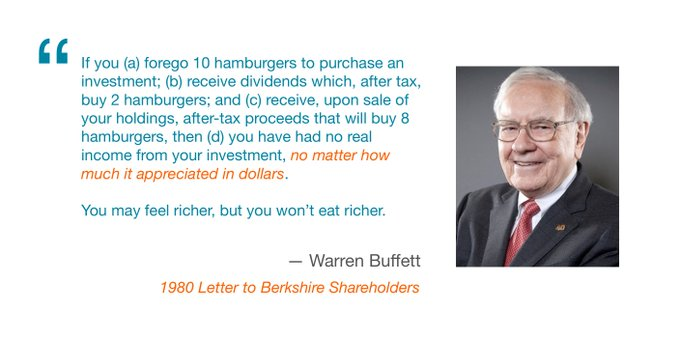 “
If you (a) forego 10 hamburgers to purchase an
investment; (b) receive dividends which, after tax,
buy 2 hamburgers; and (c) receive, upon sale of
your holdings, after-tax proceeds that will buy 8
hamburgers, then (d) you have had no real
income from your investment, no matter how
much it appreciated in dollars.
You may feel richer, but you won’t eat richer.
— Warren Buffett
1980 Letter to Berkshire Shareholders